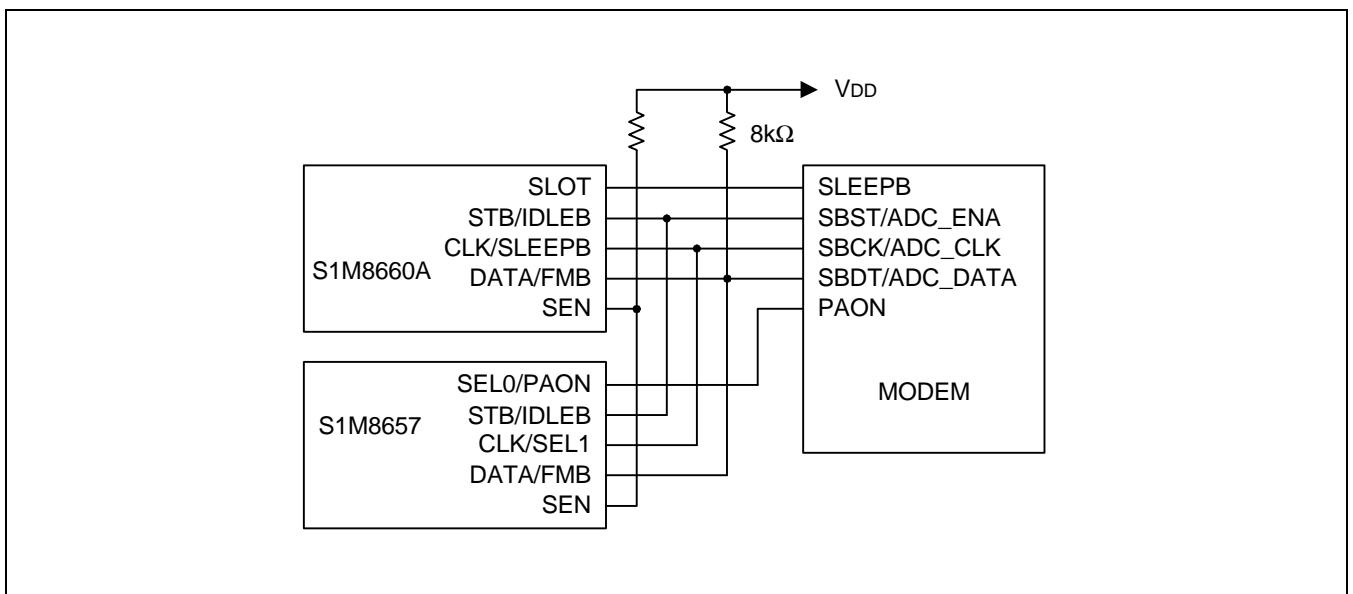 VDD
8kΩ
S1M8660A
SLOT
STB/IDLEB
CLK/SLEEPB
DATA/FMB
SEN
SLEEPB
SBST/ADC_ENA
SBCK/ADC_CLK
SBDT/ADC_DATA
PAON
MODEM
S1M8657
SEL0/PAON
STB/IDLEB
CLK/SEL1
DATA/FMB
SEN